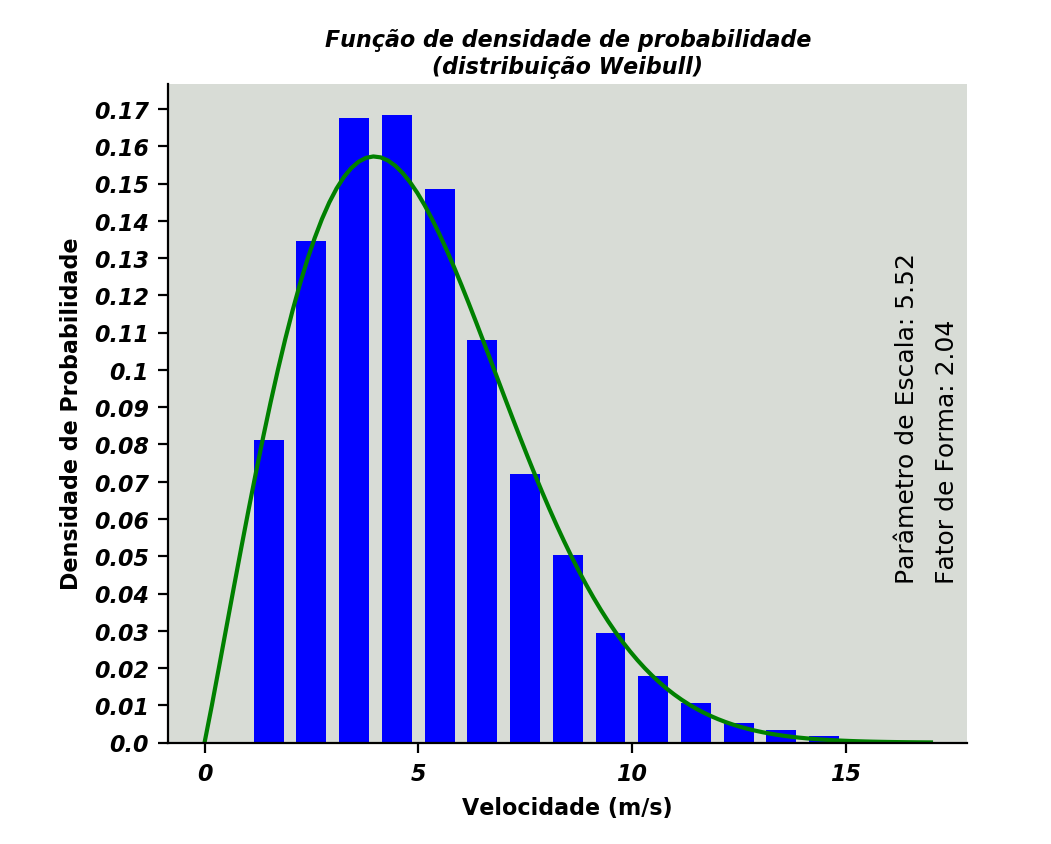 Função de densidade de probabilidade
(distribuição Weibull)
Densidade de Probabilidade
0.17
0.16
0.15
0.14
0.13
0.12
0.11
0.1
0.09
0.08
0.07
0.06
0.05
0.04
0.03
0.02
0.01
0.0
Parâmetro de Escala: 5.52
Fator de Forma: 2.04
0 5 10 15
Velocidade (m/s)